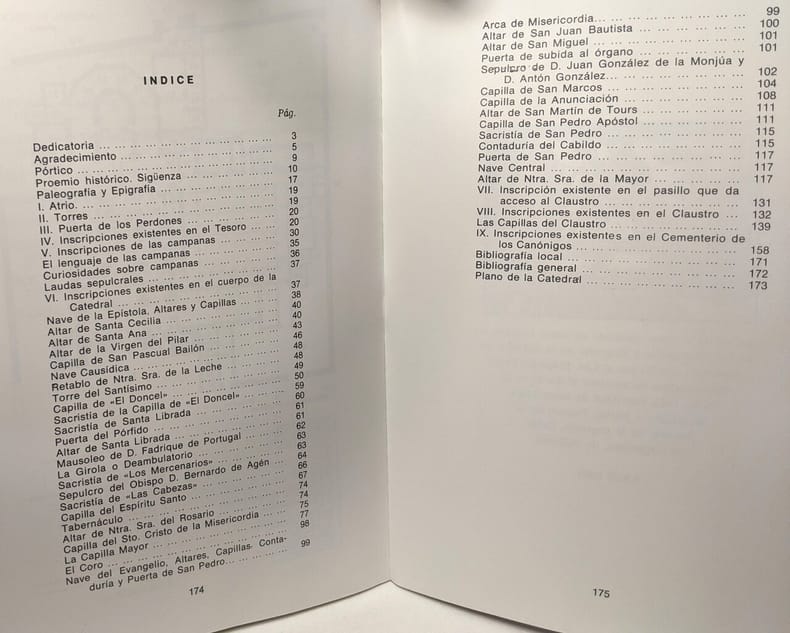 INDICE
Pág.
Dedicatoria ... 3
Agradecimiento ... 5
Pórtico ... 9
Proemio histórico. Sigüenza ... 10
Paleografía y Epigrafía ... 17
I. Atrio. ... 19
II. Torres ... 19
III. Puerta de los Perdones ... 20
IV. Inscripciones existentes en el Tesoro ... 20
V. Inscripciones de las campanas ... 30
El lenguaje de las campanas ... 35
Curiosidades sobre campanas ... 36
Laudas sepulcrales ... 37
VI. Inscripciones existentes en el cuerpo de la
Catedral ... 37
Nave de la Epístola, Altares y Capillas ... 38
Altar de Santa Cecilia ... 40
Altar de Santa Ana ... 40
Altar de la Virgen del Pilar ... 43
Capilla de San Pascual Bailón ... 46
Nave Causídica ... 48
Retablo de Ntra. Sra. de la Leche ... 48
Torre del Santísimo ... 49
Capilla de «El Doncel» ... 50
Sacristía de la Capilla de «El Doncel» ... 59
Sacristía de Santa Librada ... 60
Puerta del Pórfido ... 61
Altar de Santa Librada ... 61
Mausoleo de D. Fadrique de Portugal ... 62
La Girola o Deambulatorio ... 63
Sacristía de «Los Mercenarios» ... 63
Sepulcro del Obispo D. Bernardo de Agén ... 64
Sacristía de «Las Cabezas» ... 66
Capilla del Espíritu Santo ... 67
Tabernáculo ... 74
Altar de Ntra. Sra. del Rosario ... 74
Capilla del Sto. Cristo de la Misericordia ... 75
La Capilla Mayor ... 77
El Coro ... 98
Nave del Evangelio, Altares, Capillas. Conta-
duría y Puerta de San Pedro... 99
174
Arca de Misericordia... 99
Altar de San Juan Bautista ... 100
Altar de San Miguel ... 101
Puerta de subida al órgano ... 101
Sepulcro de D. Juan González de la Monjúa y
D. Antón González... 102
Capilla de San Marcos ... 104
Capilla de la Anunciación ... 108
Altar de San Martín de Tours ... 111
Capilla de San Pedro Apóstol ... 111
Sacristía de San Pedro ... 115
Contaduría del Cabildo ... 115
Puerta de San Pedro ... 117
Nave Central ... 117
Altar de Ntra. Sra. de la Mayor ... 117
VII. Inscripción existente en el pasillo que da
acceso al Claustro ... 131
VIII. Inscripciones existentes en el Claustro ... 132
Las Capillas del Claustro ... 139
IX. Inscripciones existentes en el Cementerio de
los Canónigos ... 158
Bibliografía local ... 171
Bibliografía general ... 172
Plano de la Catedral ... 173
175